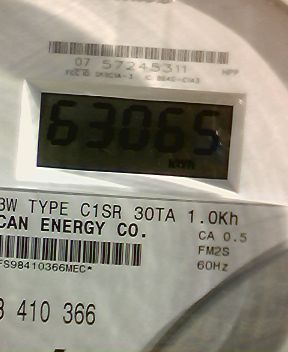 07 57245311
63065
KWH
3W TYPE C1SR 30TA 1.0Kh
CAN ENERGY CO.
CA 0.5
FM2S
60Hz
FS98410366MEC*
410 366